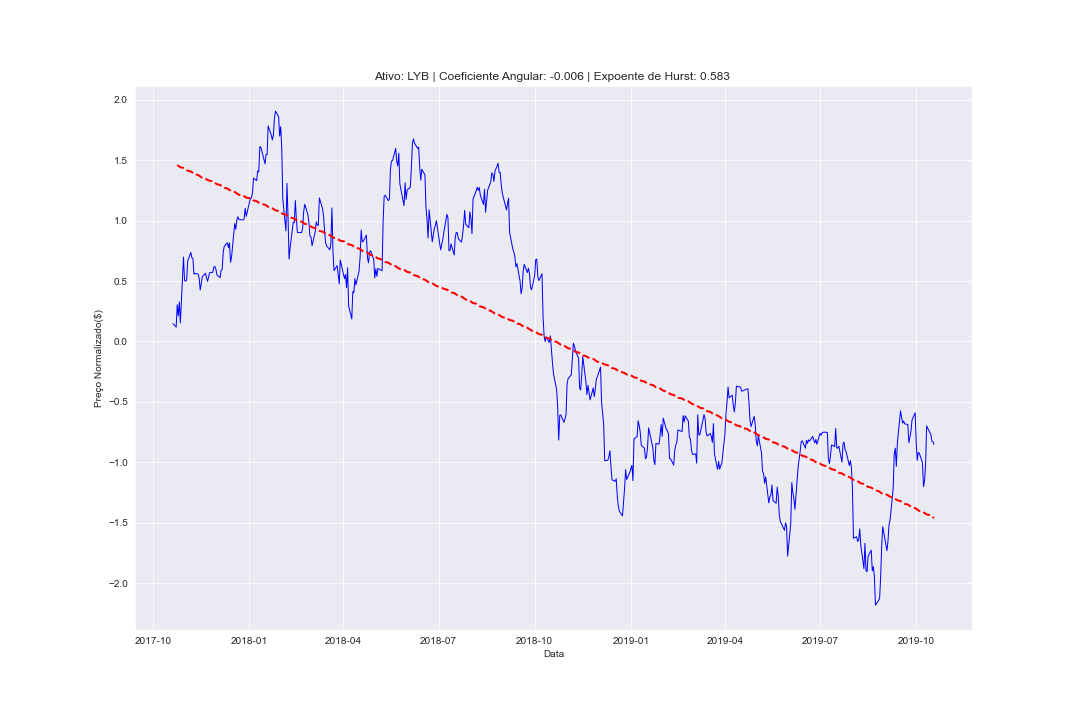 Ativo: LYB | Coeficiente Angular: -0.006 | Expoente de Hurst: 0.583
Preço Normalizado($)
2.0
1.5
1.0
0.5
0.0
−0.5
−1.0
−1.5
−2.0
2017-10 2018-01 2018-04 2018-07 2018-10 2019-01 2019-04 2019-07 2019-10
Data